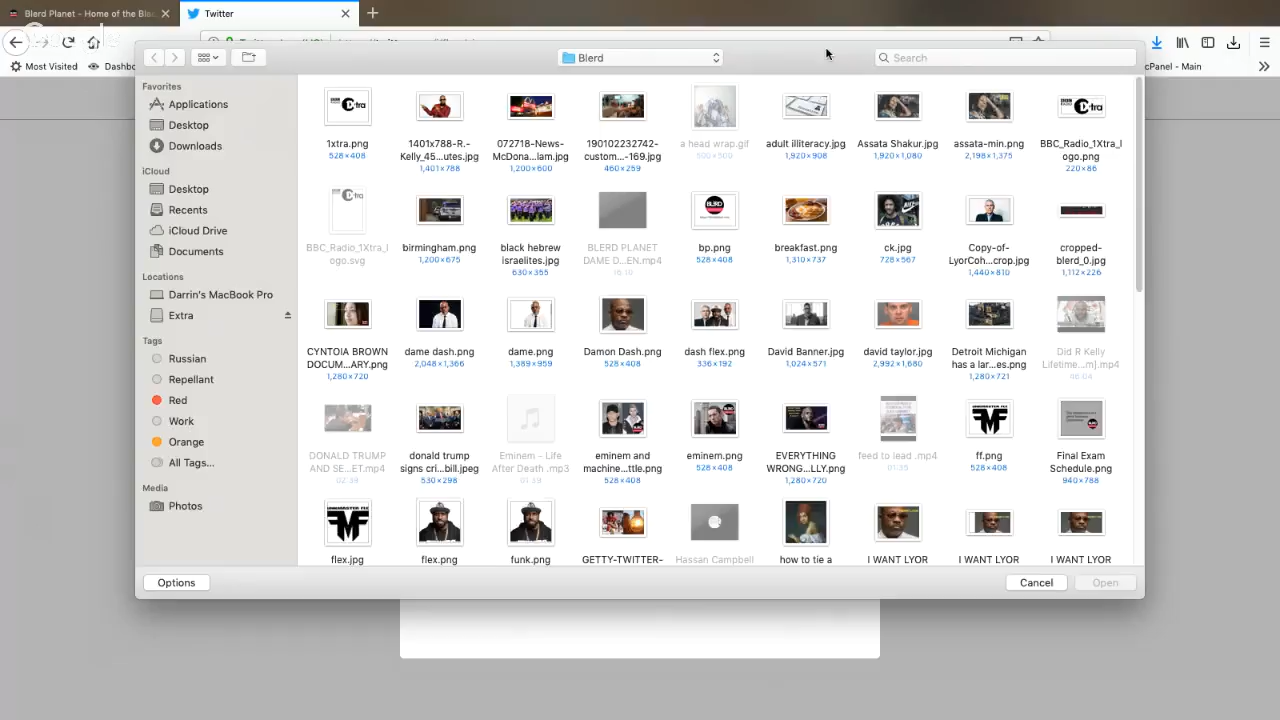 Blerd Planet - Home of the Bla
Twitter
Most Visited
Dashbo
cPanel - Main
Blerd
Search
Favorites
Applications
Desktop
Downloads
iCloud
Desktop
Recents
iCloud Drive
Documents
Locations
Darrin's MacBook Pro
Extra
Tags
Russian
Repellant
Red
Work
Orange
All Tags...
Media
Photos
1xtra.png
528×408
1401x788-R.-
Kelly_45...utes.jpg
1,401×788
072718-News-
McDona...lam.jpg
1,200×600
190102232742-
custom...-169.jpg
460×259
a head wrap.gif
500×500
adult illiteracy.jpg
1,920×908
Assata Shakur.jpg
1,920×1,080
assata-min.png
2,198×1,375
BBC_Radio_1Xtra_l
ogo.png
220×86
BBC_Radio_1Xtra_l
ogo.svg
birmingham.png
1,200×675
black hebrew
israelites.jpg
630×355
BLERD PLANET
DAME D...EN.mp4
16:10
bp.png
528×408
breakfast.png
1,310×737
ck.jpg
728×567
Copy-of-
LyorCoh...crop.jpg
1,440×810
cropped-
blerd_0.jpg
1,112×226
CYNTOIA BROWN
DOCUM...ARY.png
1,280×720
dame dash.png
2,048×1,366
dame.png
1,389×959
Damon Dash.png
528×408
dash flex.png
336×192
David Banner.jpg
1,024×571
david taylor.jpg
2,992×1,680
Detroit Michigan
has a lar...es.png
1,280×721
Did R Kelly
Lifetime...m].mp4
DONALD TRUMP
AND SE...ET.mp4
02:39
donald trump
signs cri...bill.jpeg
530×298
Eminem - Life
After Death .mp3
eminem and
machine...ttle.png
528×408
eminem.png
528×408
EVERYTHING
WRONG...LLY.png
1,280×720
feed to lead .mp4
01:35
ff.png
528×408
Final Exam
Schedule.png
940×788
flex.jpg
flex.png
funk.png
GETTY-TWITTER-
Hassan Campbell
how to tie a
I WANT LYOR
I WANT LYOR
I WANT LYOR
Options
Cancel
Open